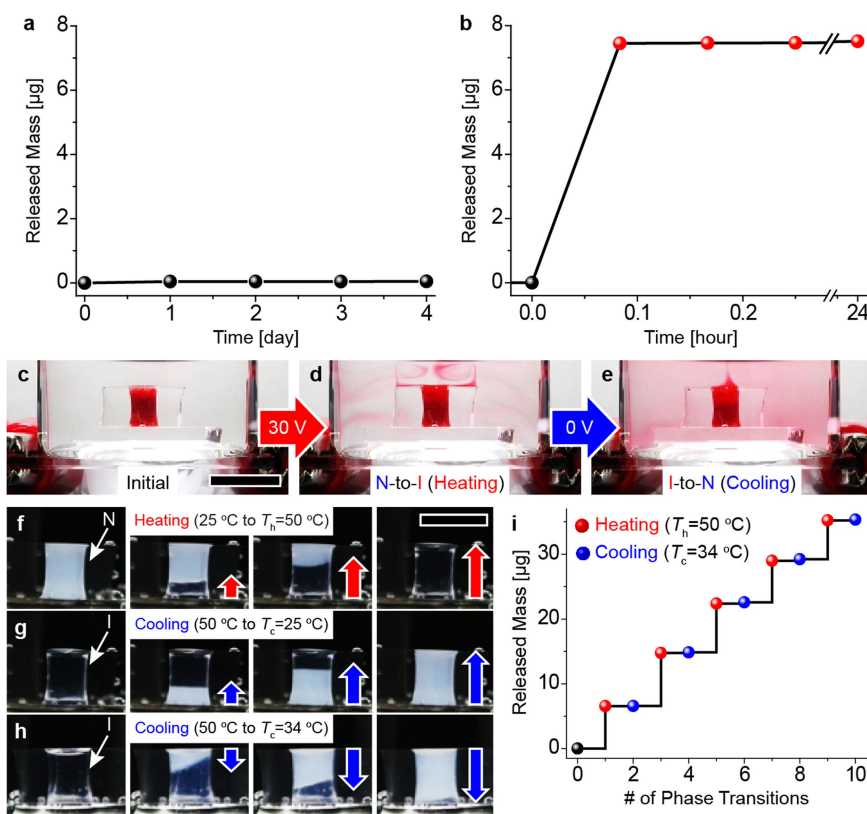 a
8
6
4
2
0
Released Mass [µg]
0 1 2 3 4
Time [day]
b
8
6
4
2
0
Released Mass [µg]
0.0 0.1 0.2 24
Time [hour]
c
Initial
30 V
d
N-to-I (Heating)
0 V
e
I-to-N (Cooling)
f
N
Heating (25 °C to Th=50 °C)
g
I
Cooling (50 °C to Tc=25 °C)
h
I
Cooling (50 °C to Tc=34 °C)
i
Heating (Th=50 °C)
Cooling (Tc=34 °C)
30
20
10
0
Released Mass [µg]
0 2 4 6 8 10
# of Phase Transitions